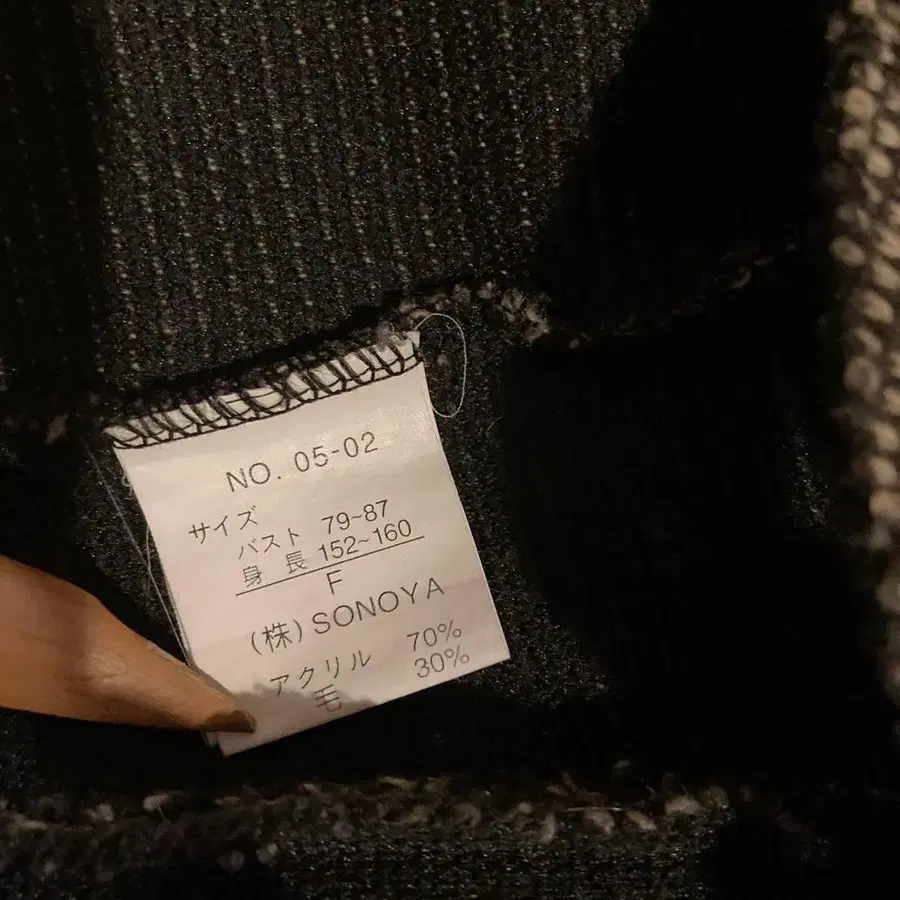 NO. 05-02
サイズ
バスト 79~87
身長 152~160
F
(株) SONOYA
アクリル 70%
毛 30%